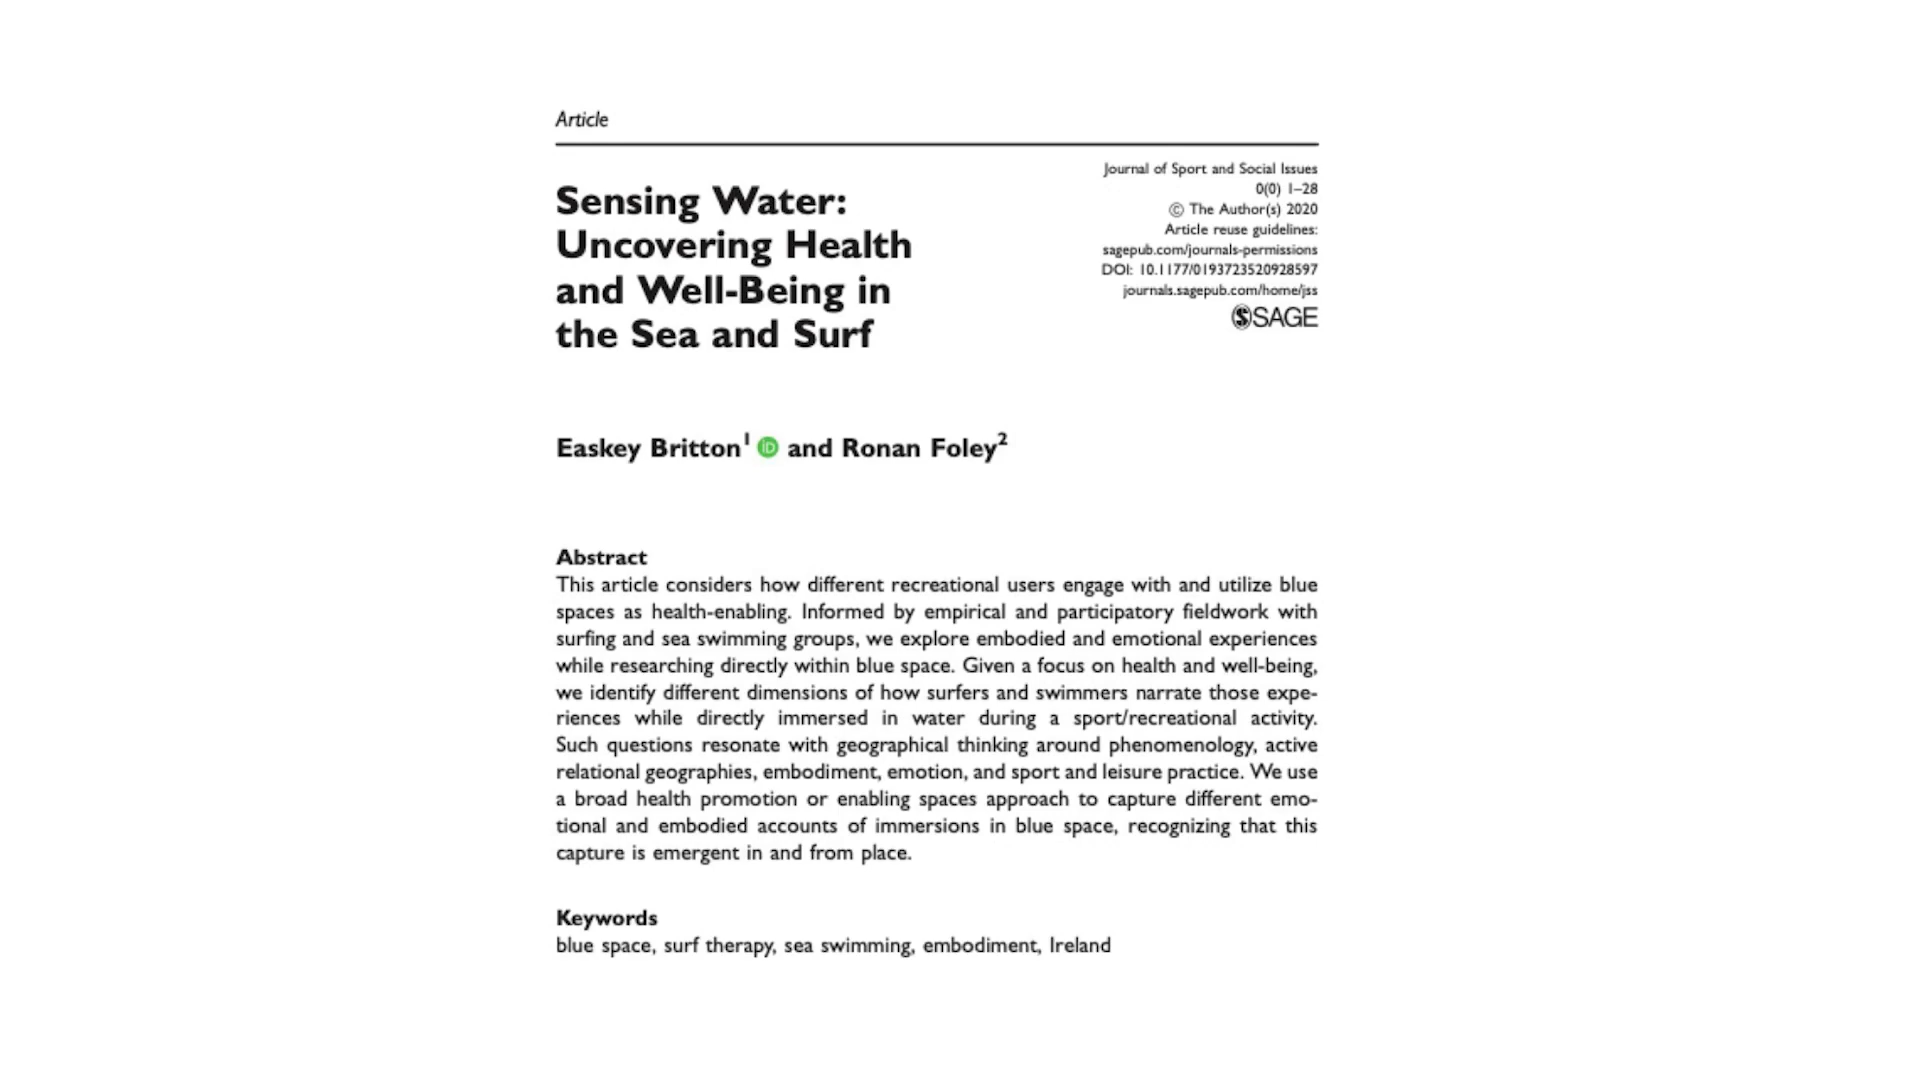 Article
Sensing Water:
Uncovering Health
and Well-Being in
the Sea and Surf
Journal of Sport and Social Issues
0(0) 1–28
© The Author(s) 2020
Article reuse guidelines:
sagepub.com/journals-permissions
DOI: 10.1177/0193723520928597
journals.sagepub.com/home/jss
SSAGE
Easkey Britton1 iD and Ronan Foley2
Abstract
This article considers how different recreational users engage with and utilize blue
spaces as health-enabling. Informed by empirical and participatory fieldwork with
surfing and sea swimming groups, we explore embodied and emotional experiences
while researching directly within blue space. Given a focus on health and well-being,
we identify different dimensions of how surfers and swimmers narrate those expe-
riences while directly immersed in water during a sport/recreational activity.
Such questions resonate with geographical thinking around phenomenology, active
relational geographies, embodiment, emotion, and sport and leisure practice. We use
a broad health promotion or enabling spaces approach to capture different emo-
tional and embodied accounts of immersions in blue space, recognizing that this
capture is emergent in and from place.
Keywords
blue space, surf therapy, sea swimming, embodiment, Ireland